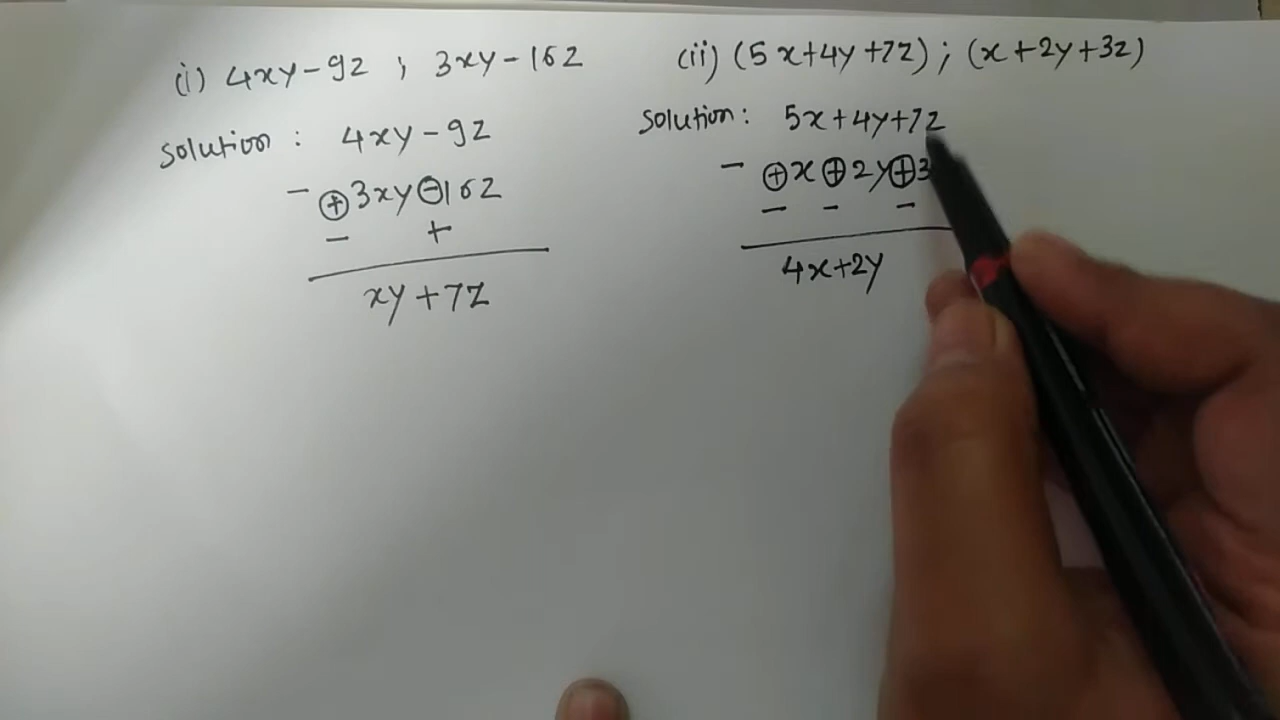 (i) 4xy-9z ; 3xy-16z
Solution : 4xy-9z
- ⊕3xy⊖16z
- +
xy+7z
(ii) (5x+4y+7z) ; (x+2y+3z)
Solution : 5x+4y+7z
- ⊕x⊕2y⊕3
- - -
4x+2y